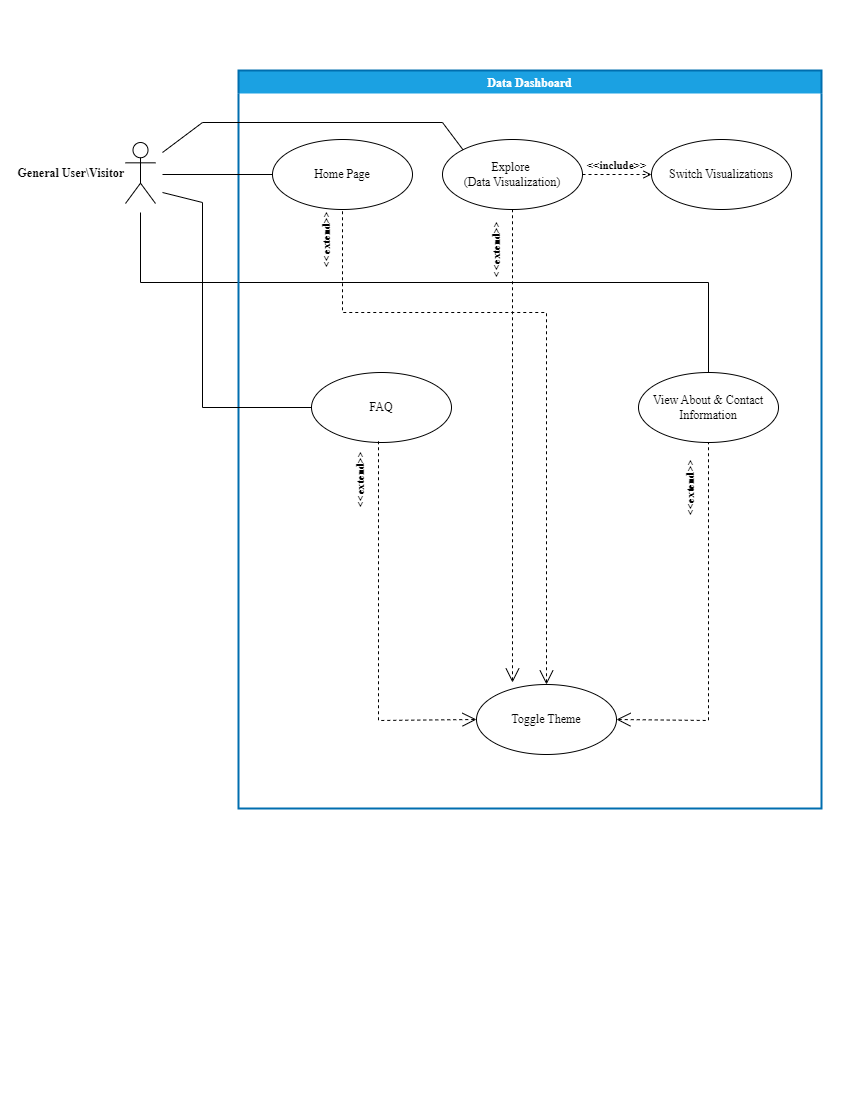 Data Dashboard
General User\Visitor
Home Page
Explore
(Data Visualization)
<<include>>
Switch Visualizations
<<extend>>
<<extend>>
FAQ
View About & Contact
Information
<<extend>>
<<extend>>
Toggle Theme